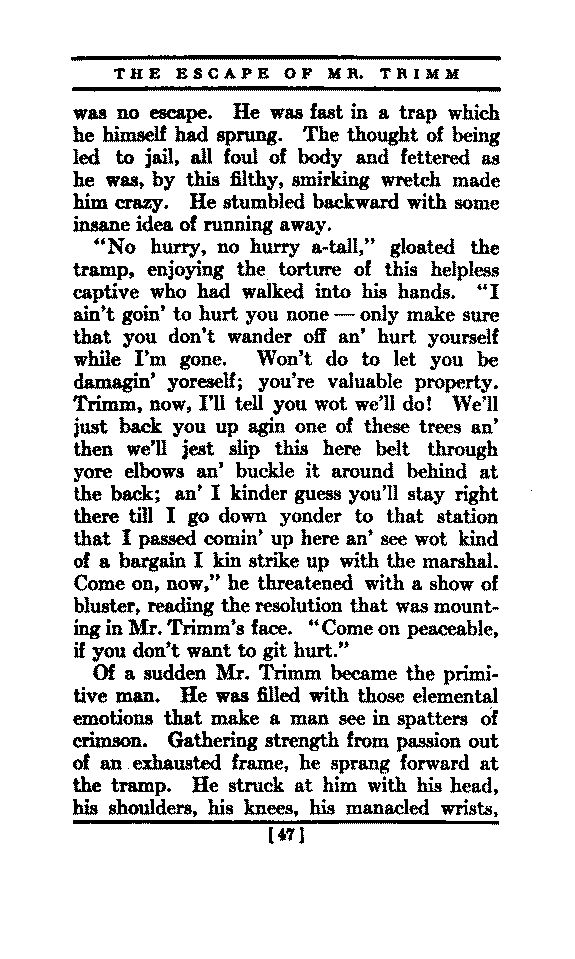 THE ESCAPE OF MR. TRIMM
was no escape. He was fast in a trap which
he himself had sprung. The thought of being
led to jail, all foul of body and fettered as
he was, by this filthy, smirking wretch made
him crazy. He stumbled backward with some
insane idea of running away.
“No hurry, no hurry a-tall,” gloated the
tramp, enjoying the torture of this helpless
captive who had walked into his hands. “I
ain’t goin’ to hurt you none — only make sure
that you don’t wander off an’ hurt yourself
while I’m gone. Won’t do to let you be
damagin’ yoreself; you’re valuable property.
Trimm, now, I’ll tell you wot we’ll do! We’ll
just back you up agin one of these trees an’
then we’ll jest slip this here belt through
yore elbows an’ buckle it around behind at
the back; an’ I kinder guess you’ll stay right
there till I go down yonder to that station
that I passed comin’ up here an’ see wot kind
of a bargain I kin strike up with the marshal.
Come on, now,” he threatened with a show of
bluster, reading the resolution that was mount-
ing in Mr. Trimm’s face. “Come on peaceable,
if you don’t want to git hurt.”
Of a sudden Mr. Trimm became the primi-
tive man. He was filled with those elemental
emotions that make a man see in spatters of
crimson. Gathering strength from passion out
of an exhausted frame, he sprang forward at
the tramp. He struck at him with his head,
his shoulders, his knees, his manacled wrists,
[47]